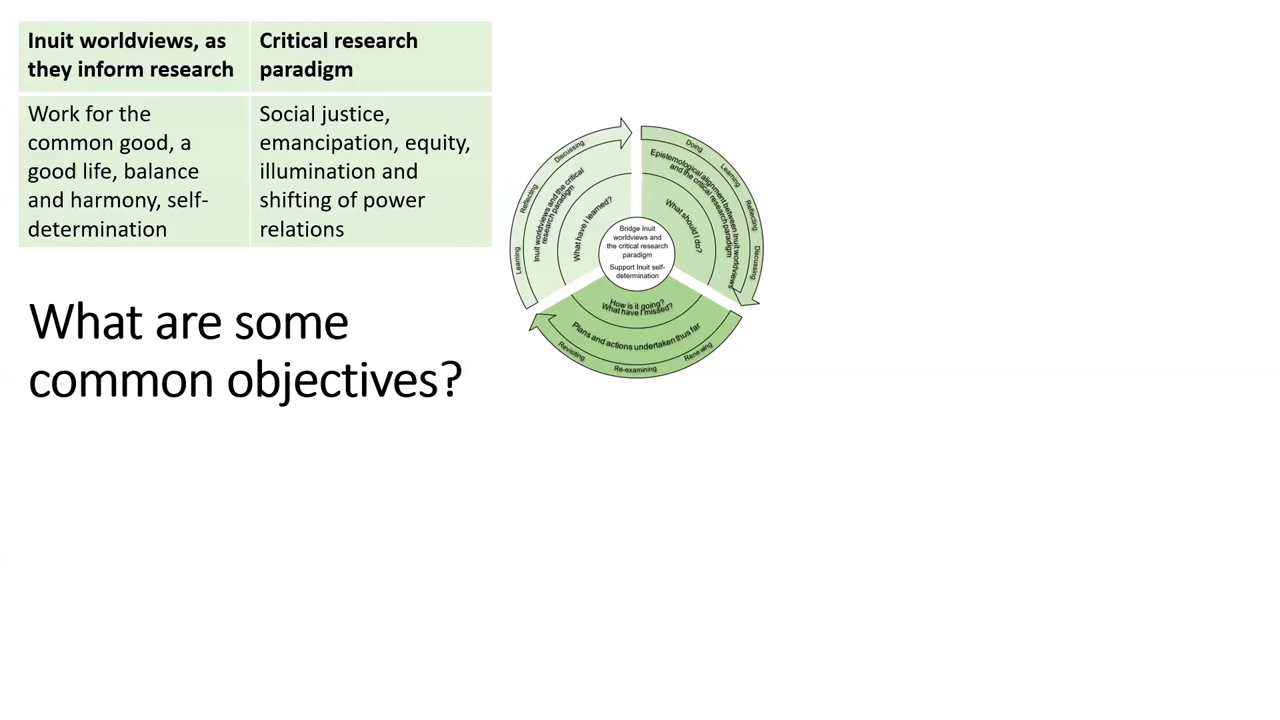 Inuit worldviews, as
they inform research
Critical research
paradigm
Work for the
common good, a
good life, balance
and harmony, self-
determination
Social justice,
emancipation, equity,
illumination and
shifting of power
relations
What are some
common objectives?
Learning
Reflecting
Discussing
Inuit worldviews and the critical
research paradigm
What have I learned?
Doing
Learning
Reflecting
Discussing
Epistemological alignment between Inuit worldviews
and the critical research paradigm
What should I do?
Bridge Inuit
worldviews and
the critical research
paradigm
Support Inuit self-
determination
How is it going?
What have I missed?
Plans and actions undertaken thus far
Revisiting
Re-examining
Renewing